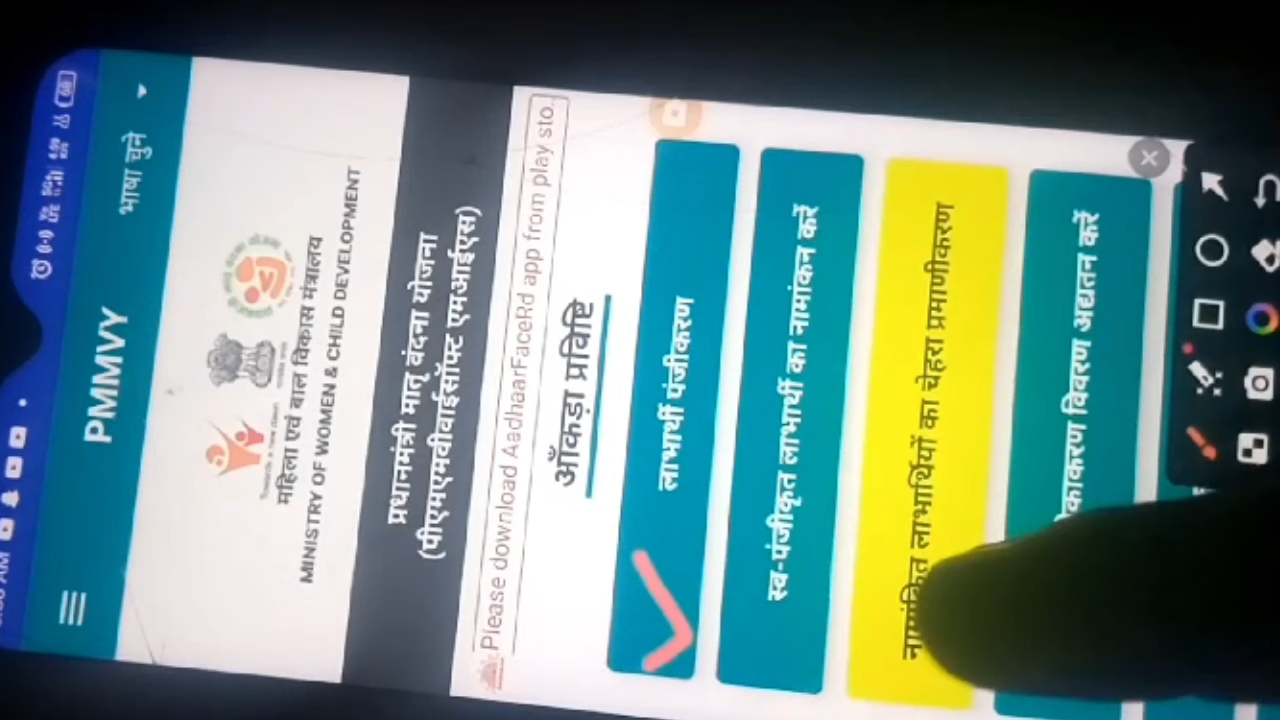 PMMVY
भाषा चुने
महिला एवं बाल विकास मंत्रालय
MINISTRY OF WOMEN & CHILD DEVELOPMENT
प्रधानमंत्री मातृ वंदना योजना
(पीएमएमवीवाईसॉफ्ट एमआईएस)
Please download AadhaarFaceRd app from play sto
आँकड़ा प्रविष्टि
लाभार्थी पंजीकरण
स्व-पंजीकृत लाभार्थी का नामांकन करें
नामांकित लाभार्थियों का चेहरा प्रमाणीकरण
विवरण अद्यतन करें